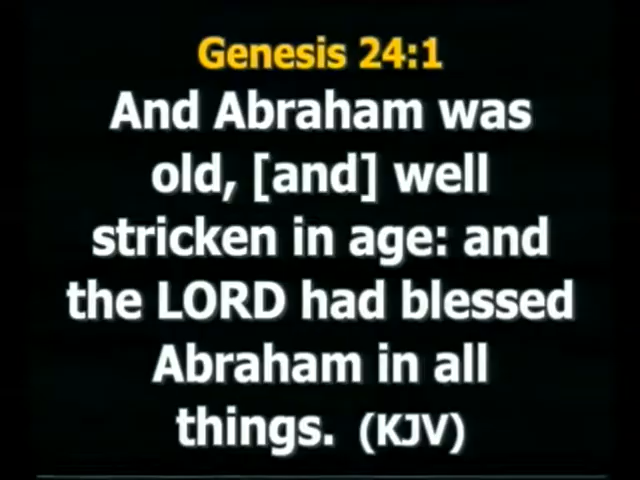 Genesis 24:1
And Abraham was
old, [and] well
stricken in age: and
the LORD had blessed
Abraham in all
things. (KJV)